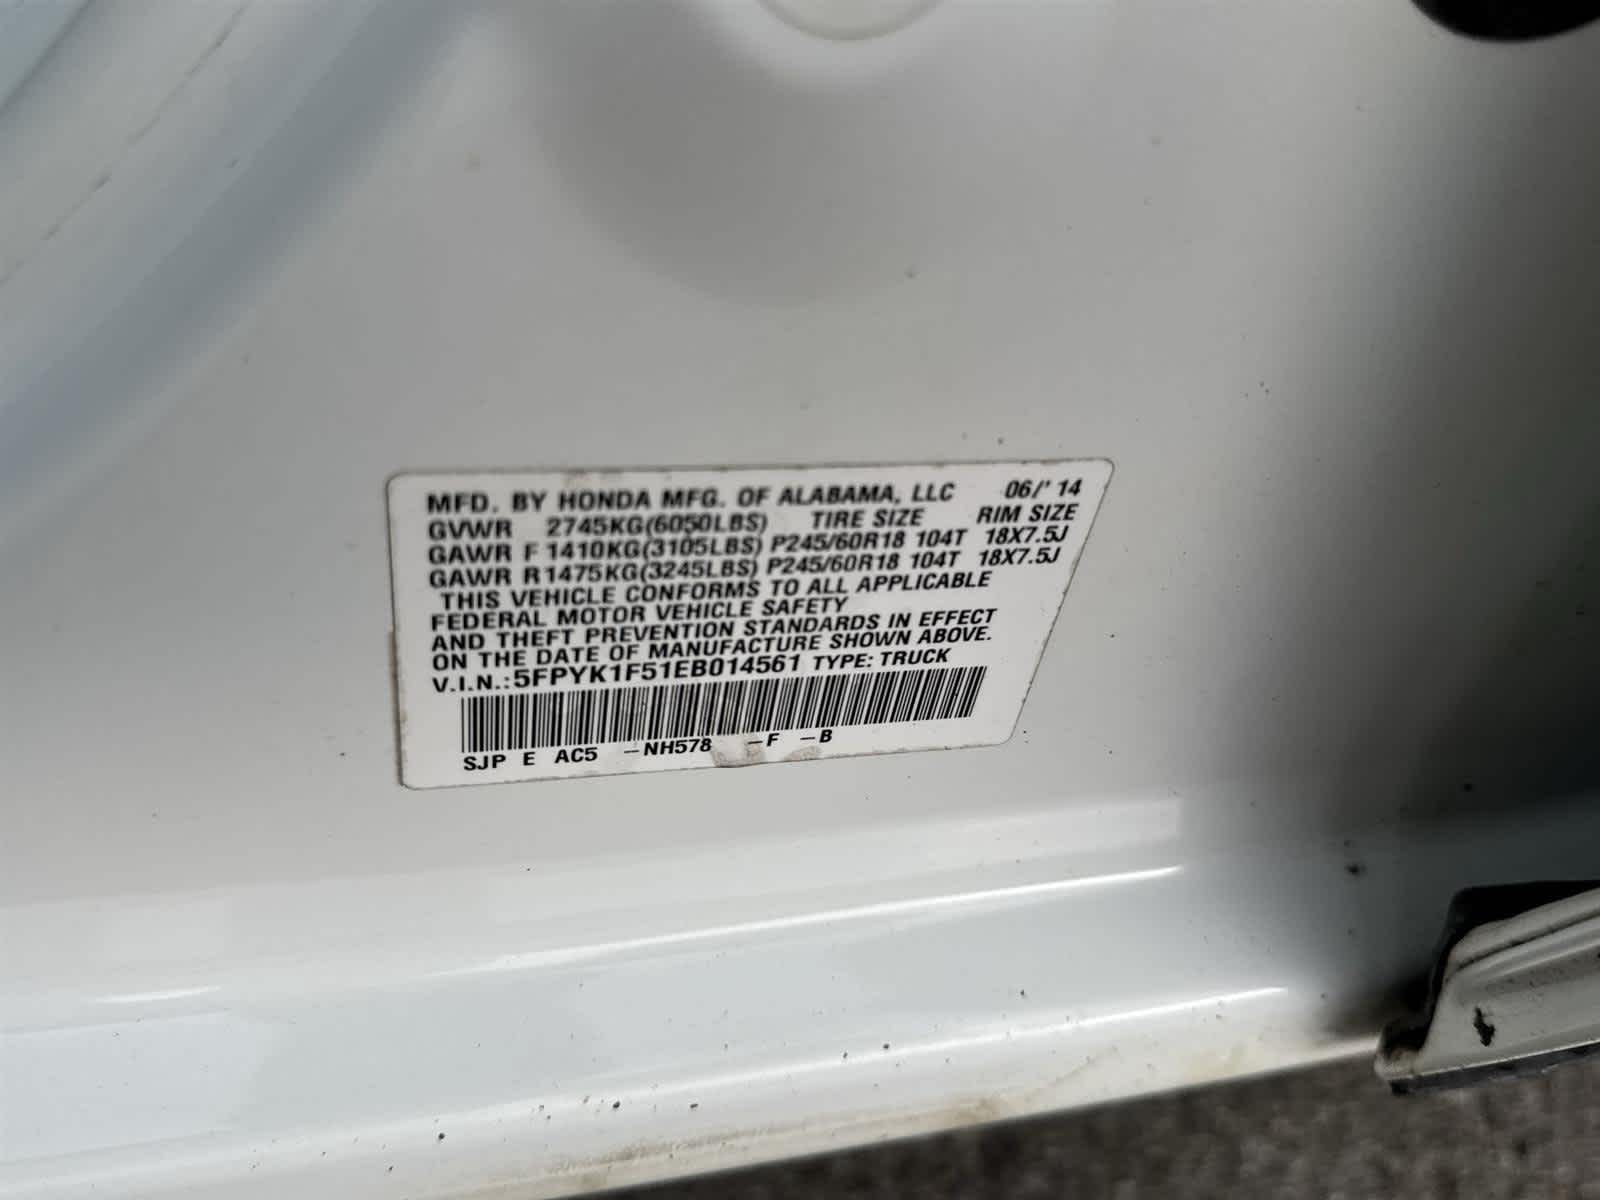 MFD. BY HONDA MFG. OF ALABAMA, LLC 06/' 14
GVWR 2745KG(6050LBS) TIRE SIZE RIM SIZE
GAWR F 1410KG(3105LBS) P245/60R18 104T 18X7.5J
GAWR R1475KG(3245LBS) P245/60R18 104T 18X7.5J
THIS VEHICLE CONFORMS TO ALL APPLICABLE
FEDERAL MOTOR VEHICLE SAFETY
AND THEFT PREVENTION STANDARDS IN EFFECT
ON THE DATE OF MANUFACTURE SHOWN ABOVE.
V.I.N.:5FPYK1F51EB014561 TYPE: TRUCK
SJP E AC5 -NH578 -F -B